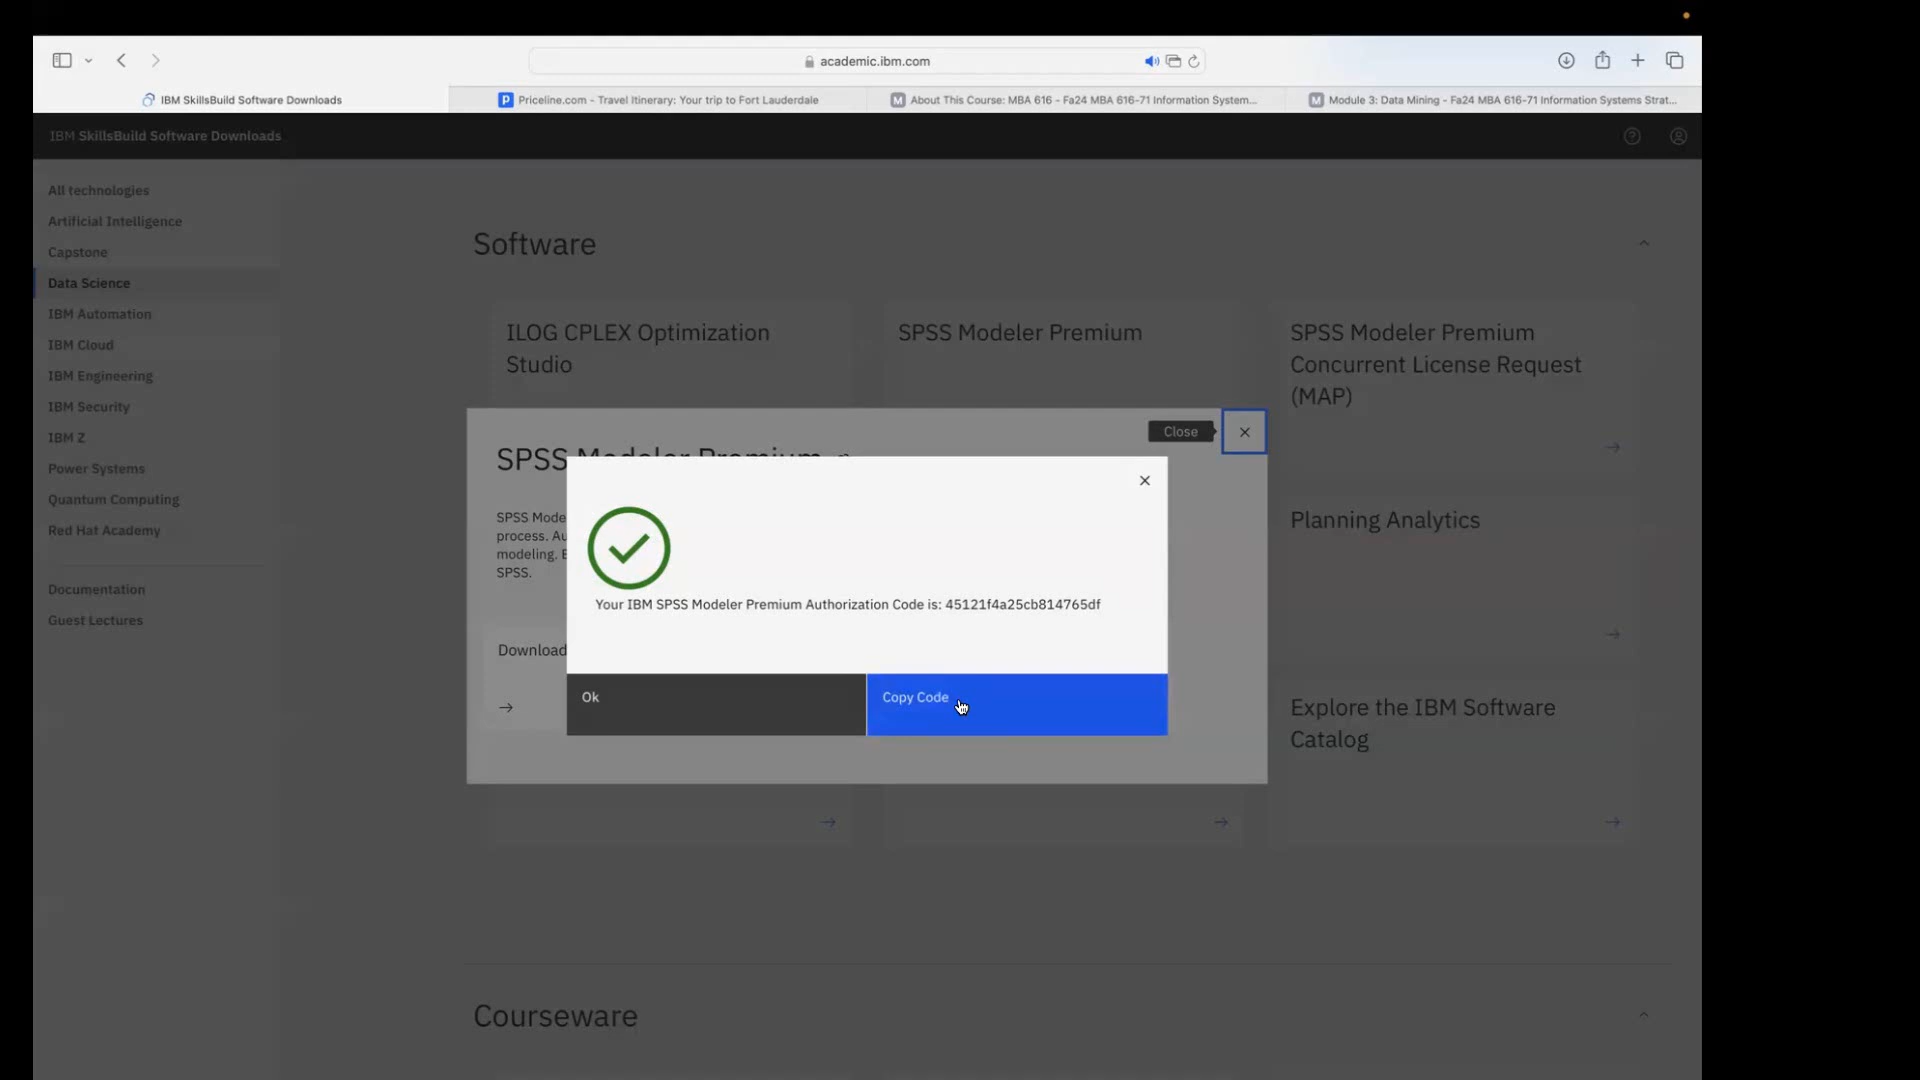 academic.ibm.com
IBM SkillsBuild Software Downloads
Priceline.com - Travel Itinerary: Your trip to Fort Lauderdale
About This Course: MBA 616 - Fa24 MBA 616-71 Information System...
Module 3: Data Mining - Fa24 MBA 616-71 Information Systems Strat...
IBM SkillsBuild Software Downloads
All technologies
Artificial Intelligence
Capstone
Data Science
IBM Automation
IBM Cloud
IBM Engineering
IBM Security
IBM Z
Power Systems
Quantum Computing
Red Hat Academy
Documentation
Guest Lectures
Software
ILOG CPLEX Optimization
Studio
SPSS Modeler Premium
SPSS Modeler Premium
Concurrent License Request
(MAP)
Close
SPSS Modeler Premium
SPSS Mode
process. Au
modeling. E
SPSS.
Download
Your IBM SPSS Modeler Premium Authorization Code is: 45121f4a25cb814765df
Ok
Copy Code
Planning Analytics
Explore the IBM Software
Catalog
Courseware